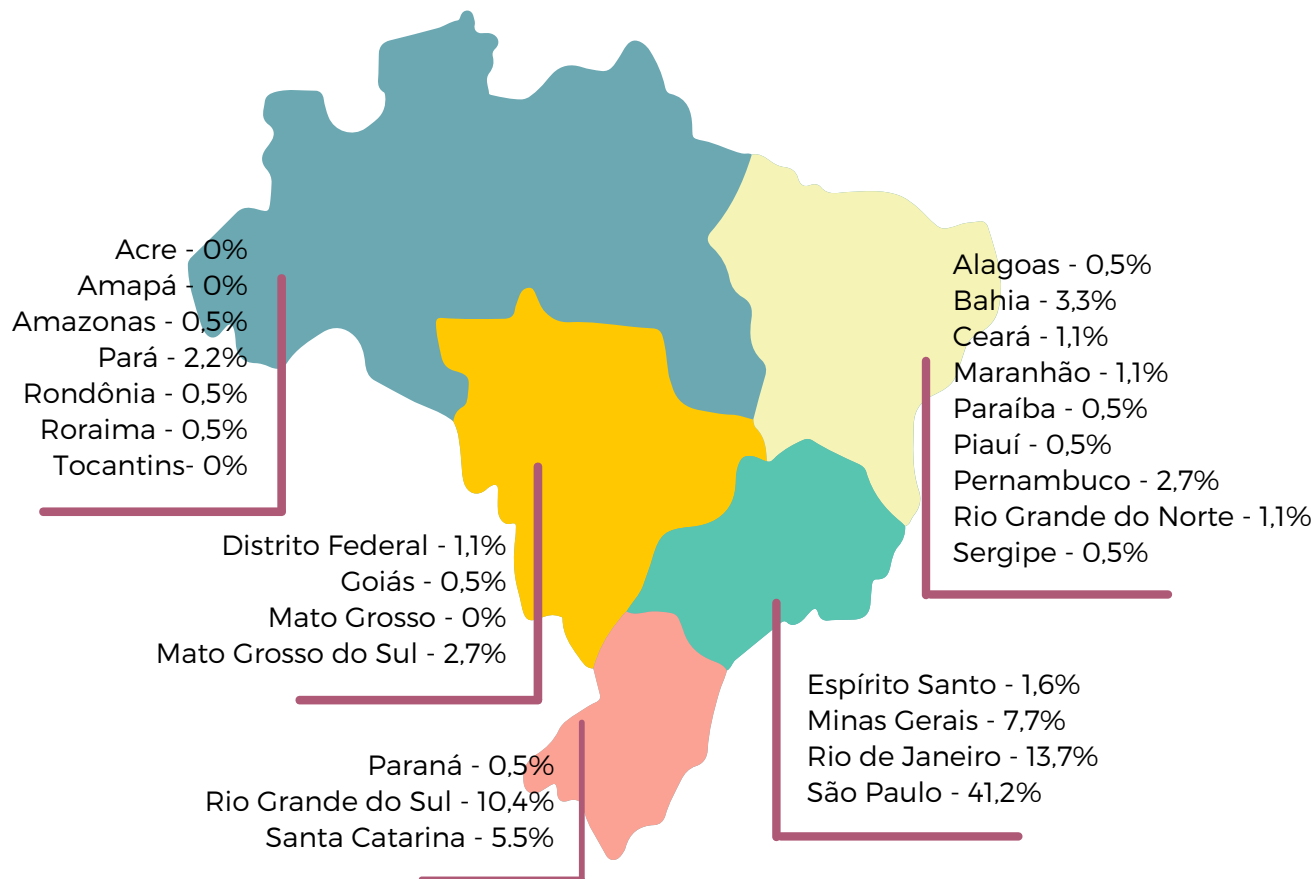 Acre - 0%
Amapá - 0%
Amazonas - 0,5%
Pará - 2,2%
Rondônia - 0,5%
Roraima - 0,5%
Tocantins- 0%
Alagoas - 0,5%
Bahia - 3,3%
Ceará - 1,1%
Maranhão - 1,1%
Paraíba - 0,5%
Piauí - 0,5%
Pernambuco - 2,7%
Rio Grande do Norte - 1,1%
Sergipe - 0,5%
Distrito Federal - 1,1%
Goiás - 0,5%
Mato Grosso - 0%
Mato Grosso do Sul - 2,7%
Espírito Santo - 1,6%
Minas Gerais - 7,7%
Rio de Janeiro - 13,7%
São Paulo - 41,2%
Paraná - 0,5%
Rio Grande do Sul - 10,4%
Santa Catarina - 5.5%